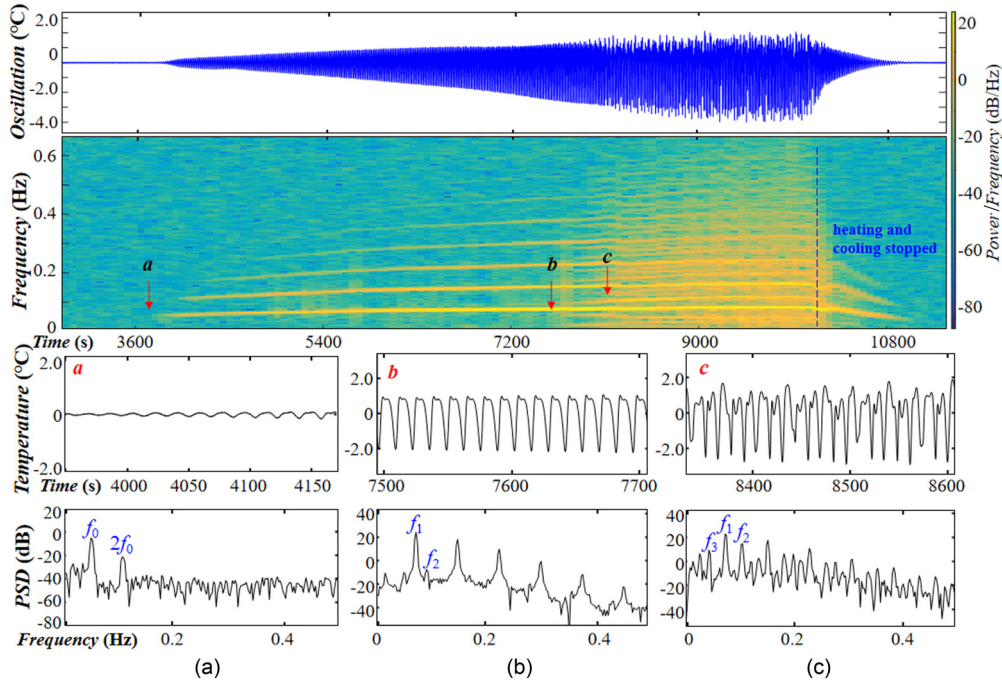 Oscillation (°C)
2.0
0
-2.0
-4.0
20
0
-20
-40
-60
-80
Power/Frequency (dB/Hz)
Frequency (Hz)
0.6
0.4
0.2
0
a
b
c
heating and
cooling stopped
Time (s)
3600
5400
7200
9000
10800
Temperature (°C)
2.0
0
-2.0
a
Time (s)
4000
4050
4100
4150
2.0
0
-2.0
b
7500
7600
7700
2.0
0
-2.0
c
8400
8500
8600
PSD (dB)
20
0
-20
-40
-60
-80
f0
2f0
Frequency (Hz)
0.2
0.4
20
0
-20
-40
f1
f2
0
0.2
0.4
40
20
0
-20
-40
f3
f1
f2
0
0.2
0.4
(a)
(b)
(c)